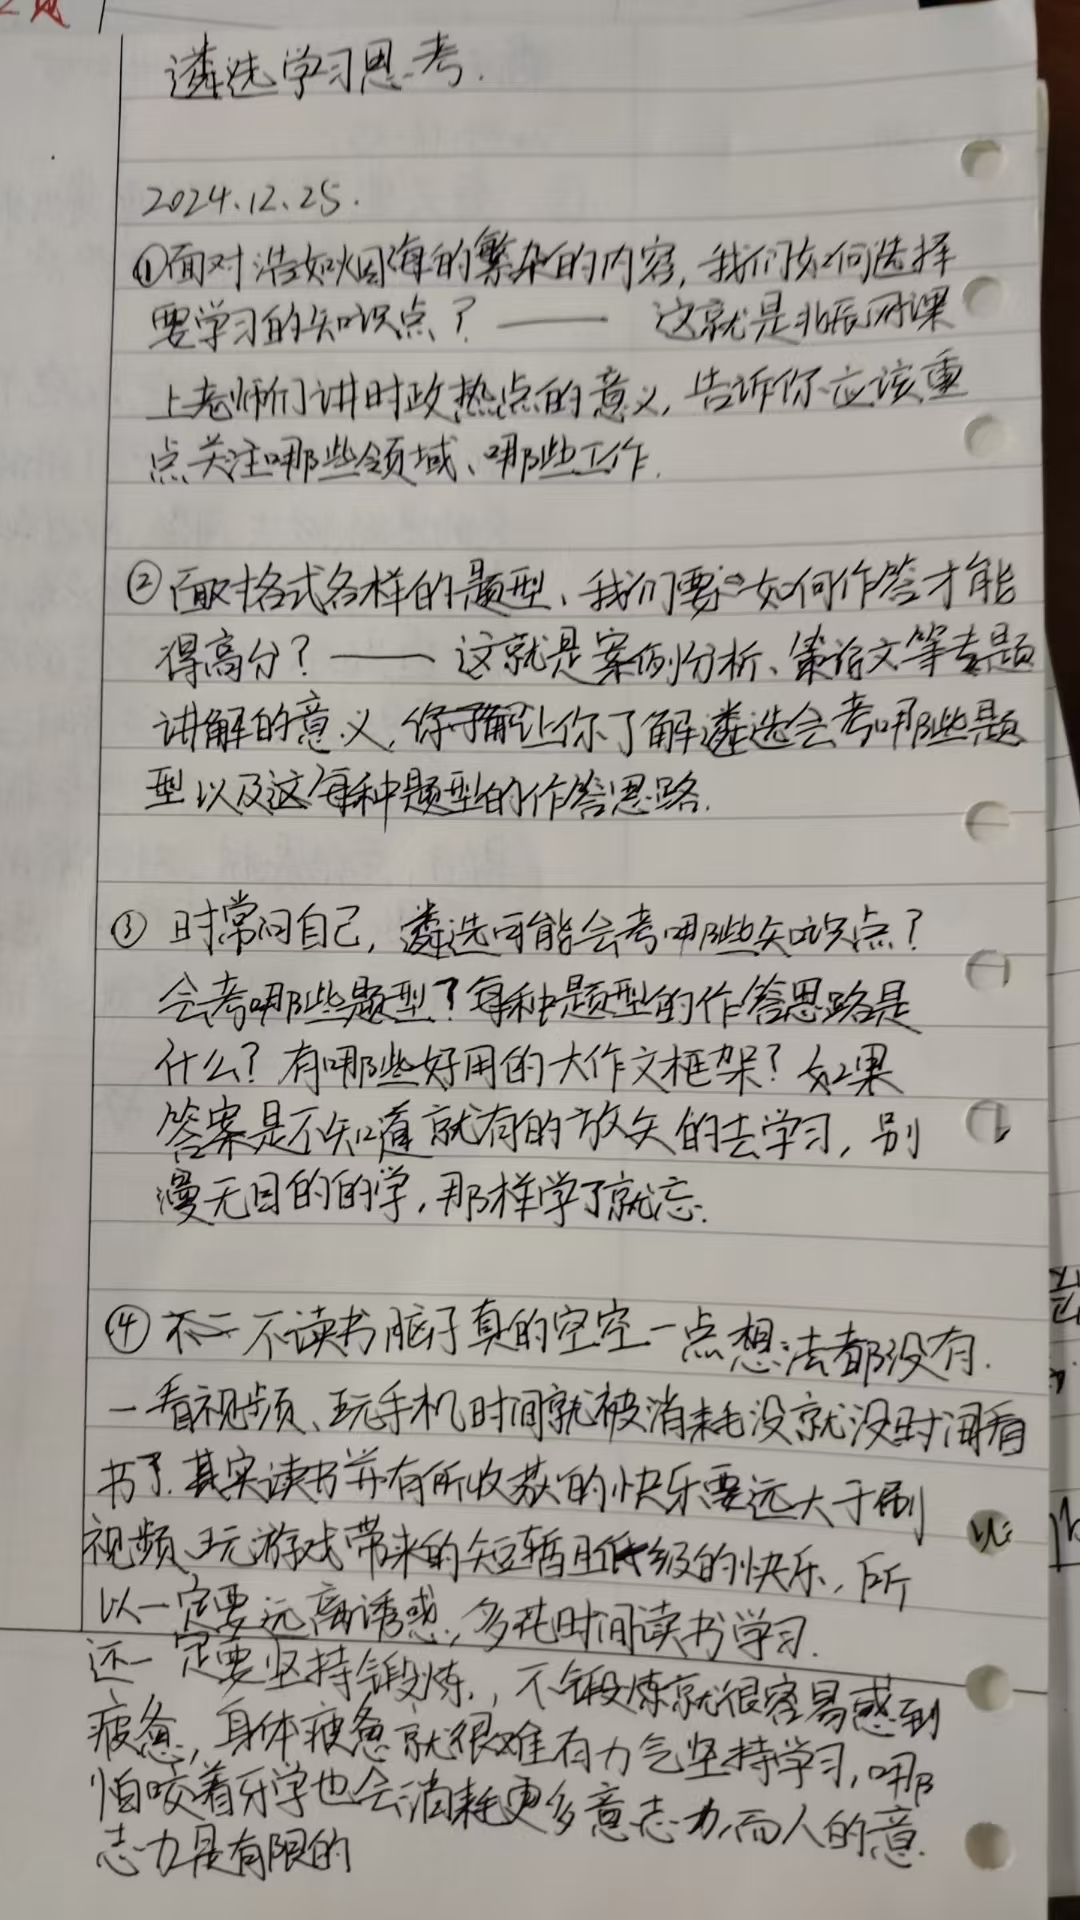 遴选学习思考.
2024.12.25.
①面对浩如烟海的繁杂的内容,我们如何选择
要学习的知识点?——这就是北辰网课
上老师们讲时政热点的意义,告诉你应该重
点关注哪些领域、哪些工作.
②面对格式各样的题型、我们要如何作答才能
得高分?——这就是案例分析、策论文等专题
讲解的意义,让你了解遴选会考哪些题
型以及这每种题型的作答思路.
③时常问自己,遴选可能会考哪些知识点?
会考哪些题型?每种题型的作答思路是
什么?有哪些好用的大作文框架?如果
答案是不知道就有的放矢的去学习,别
漫无目的的学,那样学了就忘.
④不读书脑子真的空空一点想法都没有.
一看视频、玩手机时间就被消耗没就没时间看
书了.其实读书并有所收获的快乐要远大于刷
视频、玩游戏带来的短暂且低级的快乐,所
以一定要远离诱惑,多花时间读书学习.
还一定要坚持锻炼,不锻炼就很容易感到
疲惫,身体疲惫就很难有力气坚持学习,哪
怕咬着牙学也会消耗更多意志力,而人的意
志力是有限的